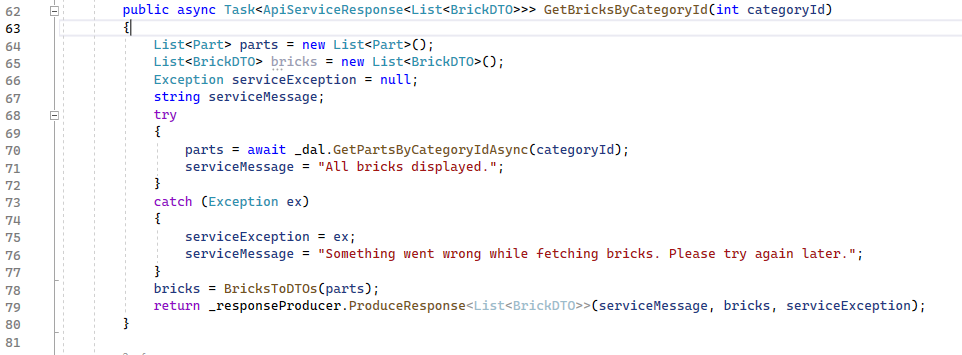 62 public async Task<ApiServiceResponse<List<BrickDTO>>> GetBricksByCategoryId(int categoryId)
63 {
64 List<Part> parts = new List<Part>();
65 List<BrickDTO> bricks = new List<BrickDTO>();
66 Exception serviceException = null;
67 string serviceMessage;
68 try
69 {
70 parts = await _dal.GetPartsByCategoryIdAsync(categoryId);
71 serviceMessage = "All bricks displayed.";
72 }
73 catch (Exception ex)
74 {
75 serviceException = ex;
76 serviceMessage = "Something went wrong while fetching bricks. Please try again later.";
77 }
78 bricks = BricksToDTOs(parts);
79 return _responseProducer.ProduceResponse<List<BrickDTO>>(serviceMessage, bricks, serviceException);
80 }
81